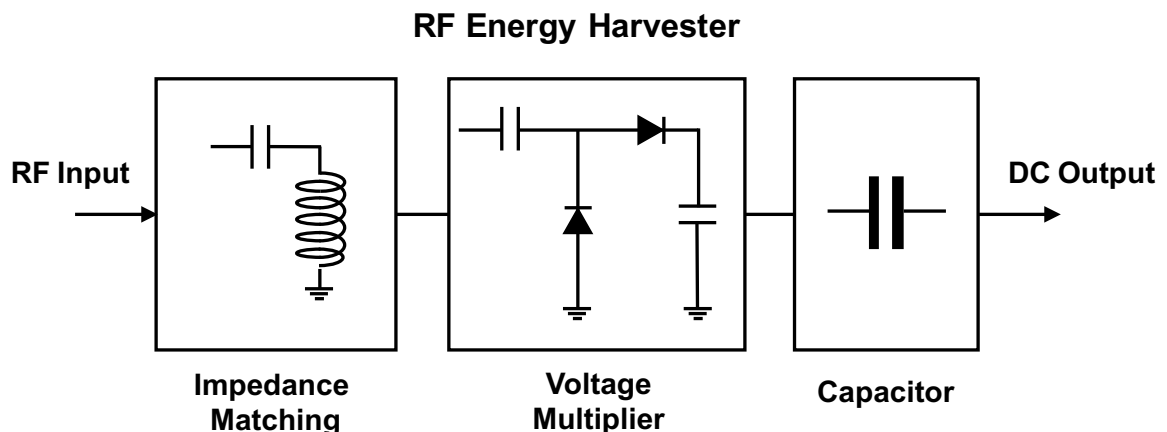 RF Energy Harvester
RF Input
DC Output
Impedance
Matching
Voltage
Multiplier
Capacitor